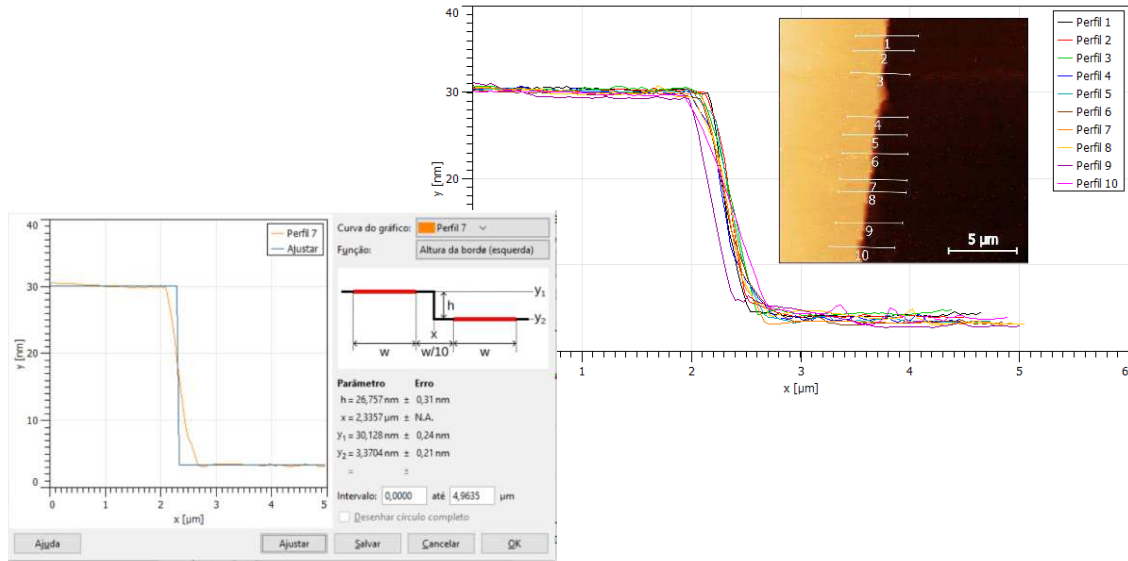 40
30
20
y [nm]
1
2
3
4
5
6
x [µm]
Perfil 1
Perfil 2
Perfil 3
Perfil 4
Perfil 5
Perfil 6
Perfil 7
Perfil 8
Perfil 9
Perfil 10
1
2
3
4
5
6
7
8
9
10
5 µm
40
30
20
10
0
y [nm]
0
1
2
3
4
5
x [µm]
Perfil 7
Ajustar
Curva do gráfico: Perfil 7
Função: Altura da borde (esquerda)
y₁
h
y₂
x
w w/10 w
Parâmetro Erro
h = 26,757 nm ± 0,31 nm
x = 2,3357 µm ± N.A.
y₁ = 30,128 nm ± 0,24 nm
y₂ = 3,3704 nm ± 0,21 nm
= ±
Intervalo: 0,0000 até 4,9635 µm
Desenhar círculo completo
Ajuda Ajustar Salvar Cancelar OK